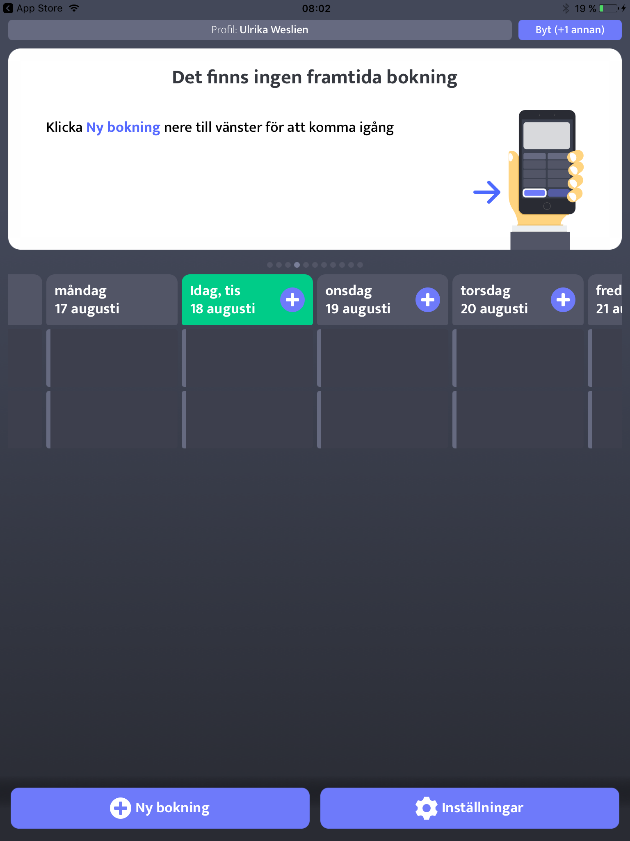 App Store
08:02
19 %
Profil: Ulrika Weslien
Byt (+1 annan)
Det finns ingen framtida bokning
Klicka Ny bokning nere till vänster för att komma igång
måndag
17 augusti
Idag, tis
18 augusti
onsdag
19 augusti
torsdag
20 augusti
fred
21 au
Ny bokning
Inställningar